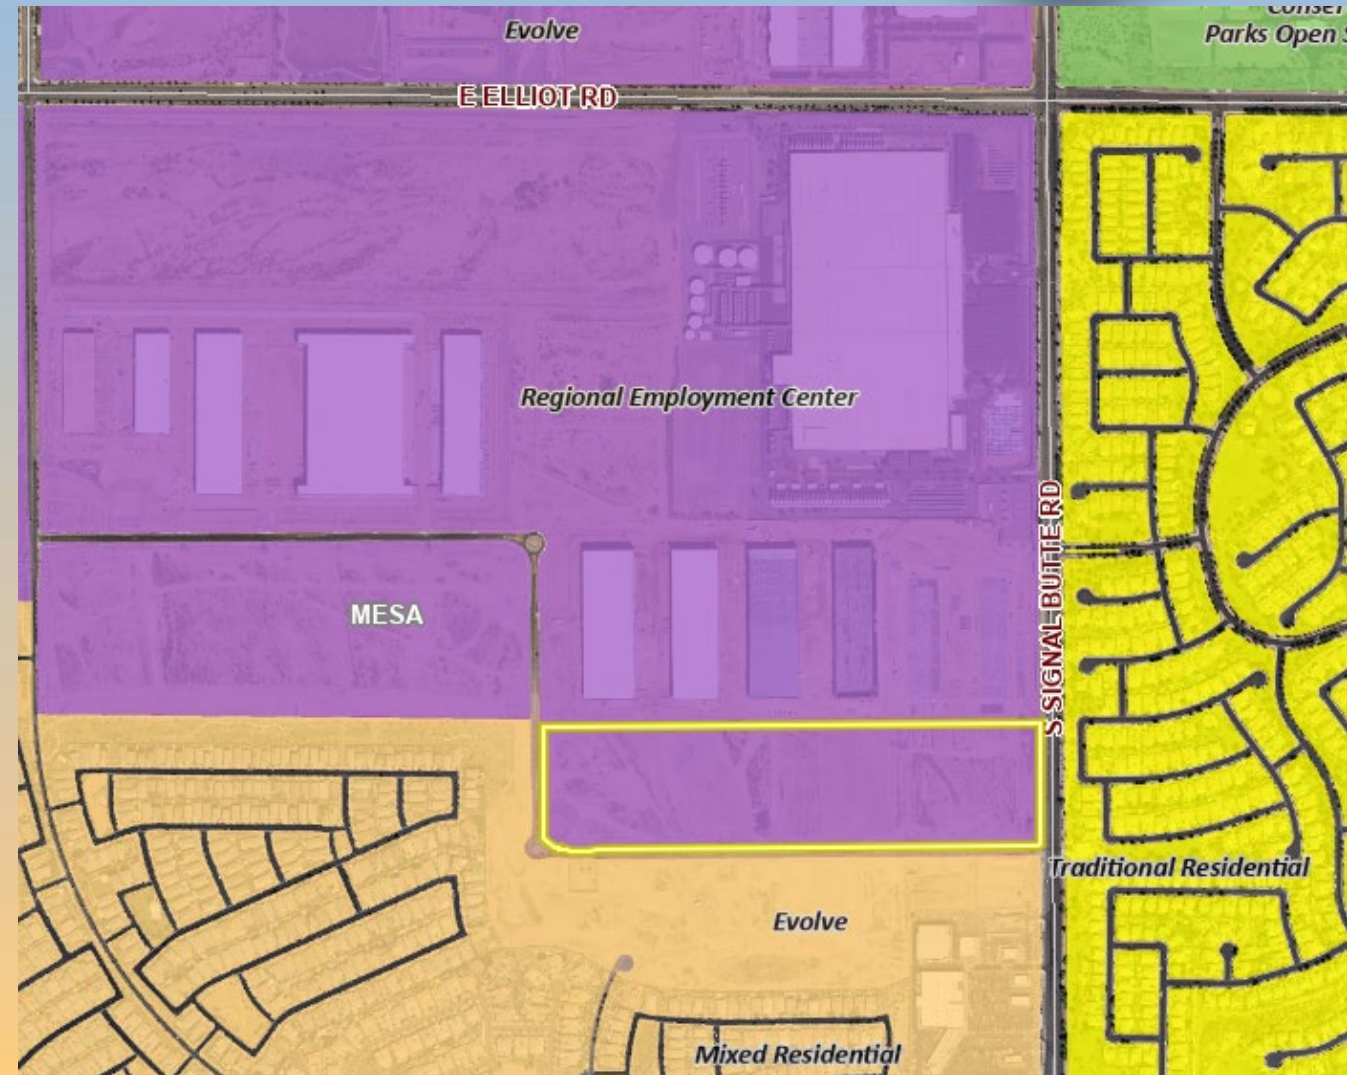 Evolve
Parks Open
E ELLIOT RD
Regional Employment Center
S SIGNAL BUTTE RD
MESA
Traditional Residential
Evolve
Mixed Residential